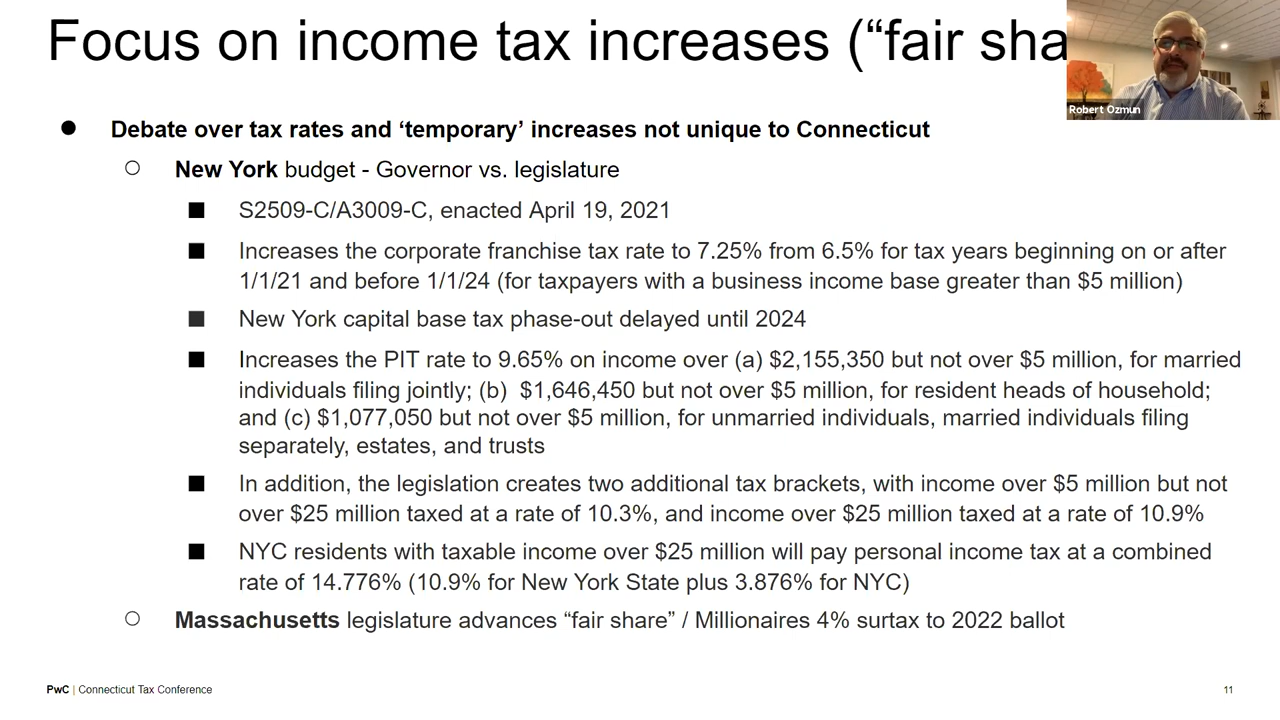 Focus on income tax increases (“fair sha
Robert Ozmun
● Debate over tax rates and ‘temporary’ increases not unique to Connecticut
○ New York budget - Governor vs. legislature
■ S2509-C/A3009-C, enacted April 19, 2021
■ Increases the corporate franchise tax rate to 7.25% from 6.5% for tax years beginning on or after
1/1/21 and before 1/1/24 (for taxpayers with a business income base greater than $5 million)
■ New York capital base tax phase-out delayed until 2024
■ Increases the PIT rate to 9.65% on income over (a) $2,155,350 but not over $5 million, for married
individuals filing jointly; (b) $1,646,450 but not over $5 million, for resident heads of household;
and (c) $1,077,050 but not over $5 million, for unmarried individuals, married individuals filing
separately, estates, and trusts
■ In addition, the legislation creates two additional tax brackets, with income over $5 million but not
over $25 million taxed at a rate of 10.3%, and income over $25 million taxed at a rate of 10.9%
■ NYC residents with taxable income over $25 million will pay personal income tax at a combined
rate of 14.776% (10.9% for New York State plus 3.876% for NYC)
○ Massachusetts legislature advances “fair share” / Millionaires 4% surtax to 2022 ballot
PwC | Connecticut Tax Conference
11